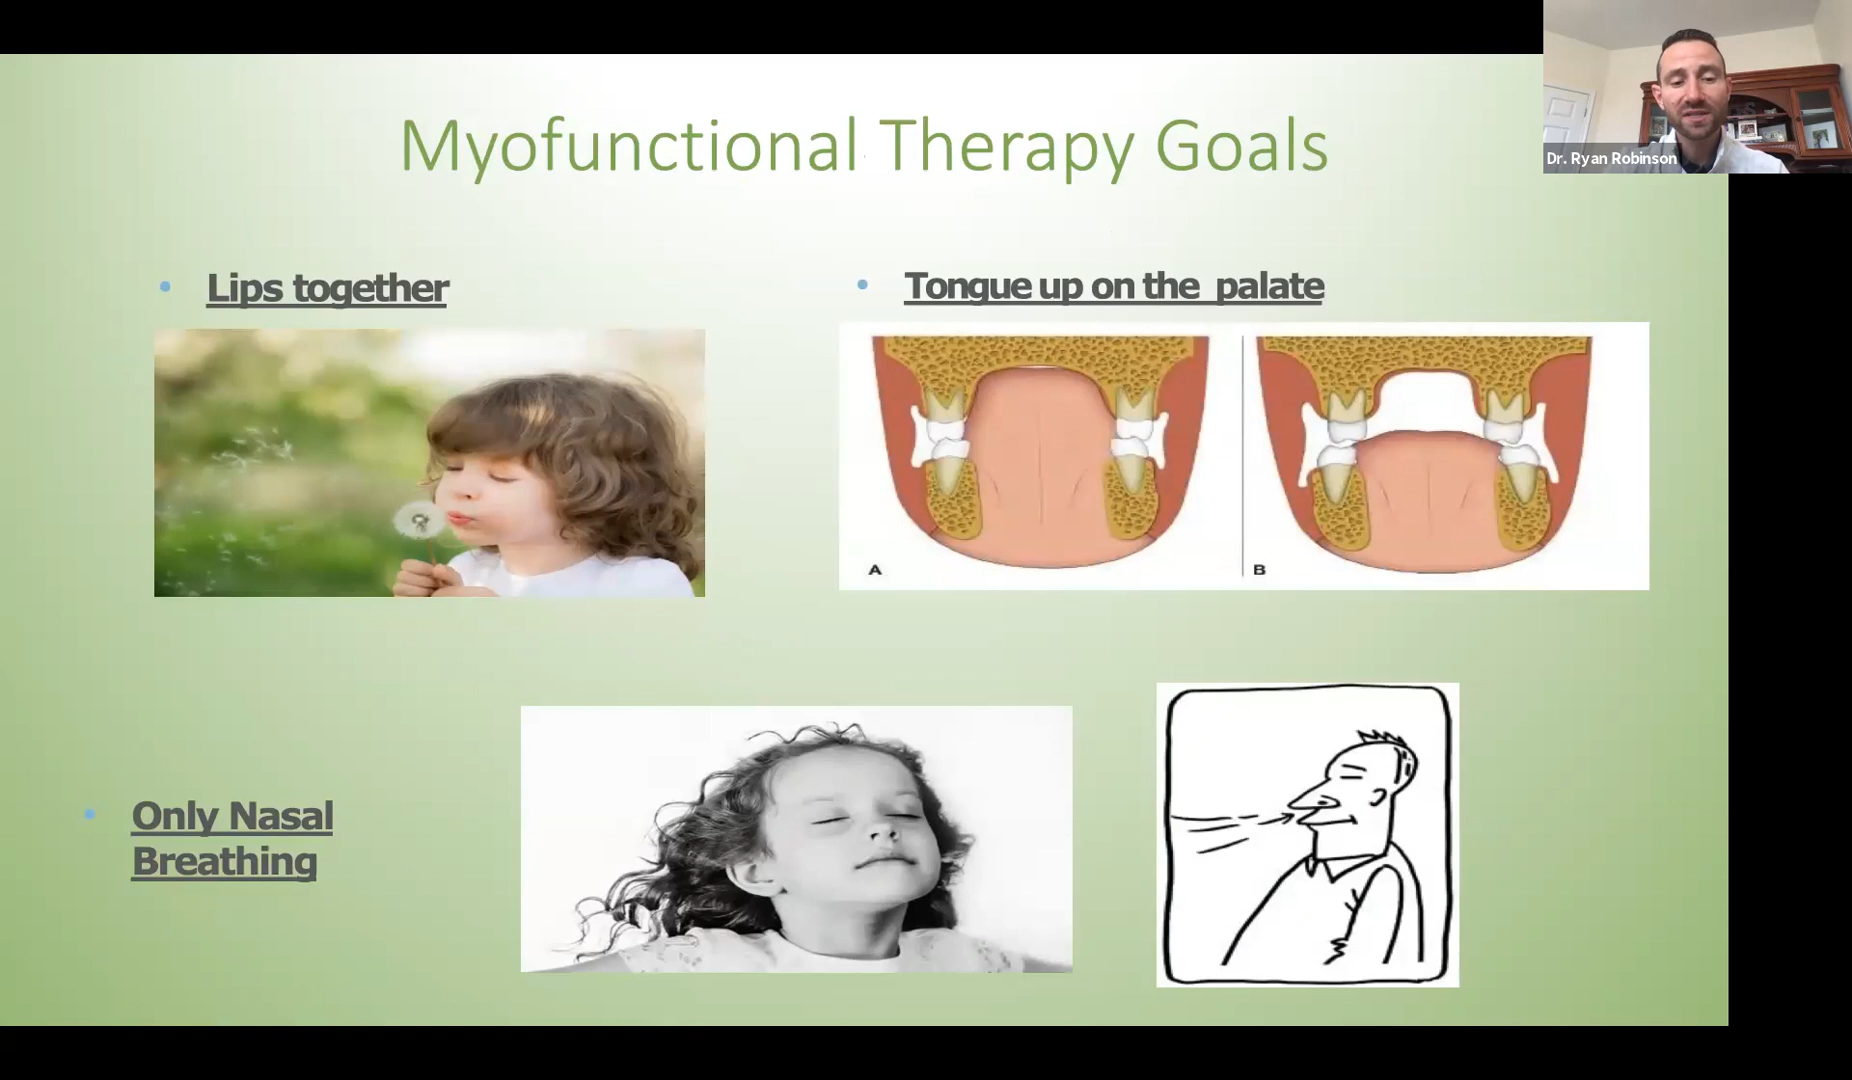 Myofunctional Therapy Goals
Dr. Ryan Robinson
• Lips together
• Tongue up on the palate
A
B
• Only Nasal
Breathing